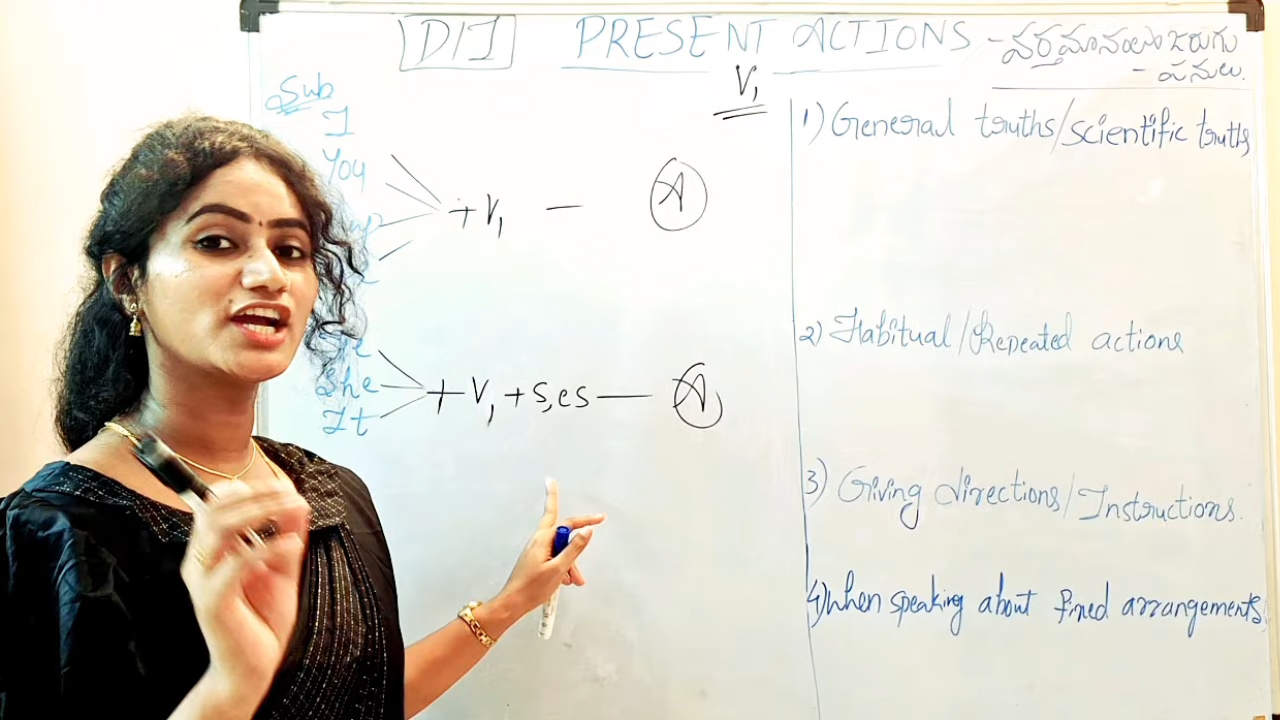 D/I PRESENT ACTIONS - వర్తమానంలో జరుగు
- పనులు.
V₁
Sub
I
You
+ V₁ — A
She
It
+ V₁ + s, es — A
1) General truths/scientific truths
2) Habitual/Repeated actions
3) Giving directions/Instructions.
4) When speaking about fixed arrangements